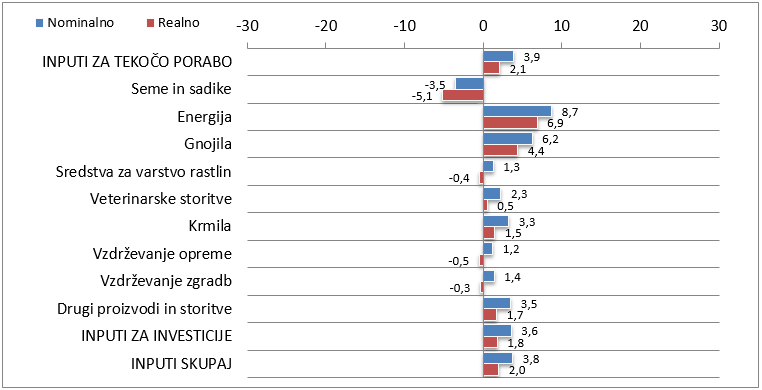 Nominalno Realno
-30 -20 -10 0 10 20 30
INPUTI ZA TEKOČO PORABO 3,9
2,1
Seme in sadike -3,5
-5,1
Energija 8,7
6,9
Gnojila 6,2
4,4
Sredstva za varstvo rastlin 1,3
-0,4
Veterinarske storitve 2,3
0,5
Krmila 3,3
1,5
Vzdrževanje opreme 1,2
-0,5
Vzdrževanje zgradb 1,4
-0,3
Drugi proizvodi in storitve 3,5
1,7
INPUTI ZA INVESTICIJE 3,6
1,8
INPUTI SKUPAJ 3,8
2,0